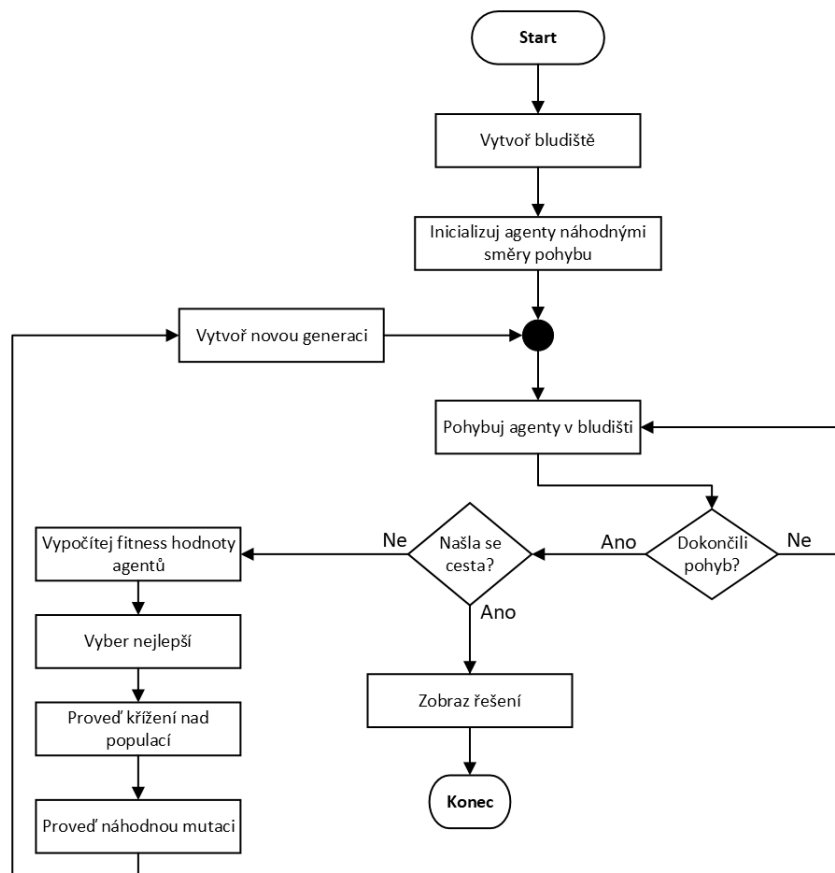 Start
Vytvoř bludiště
Inicializuj agenty náhodnými
směry pohybu
Vytvoř novou generaci
Pohybuj agenty v bludišti
Dokončili
pohyb?
Ne
Ano
Našla se
cesta?
Ne
Ano
Vypočítej fitness hodnoty
agentů
Vyber nejlepší
Proveď křížení nad
populací
Proveď náhodnou mutaci
Zobraz řešení
Konec